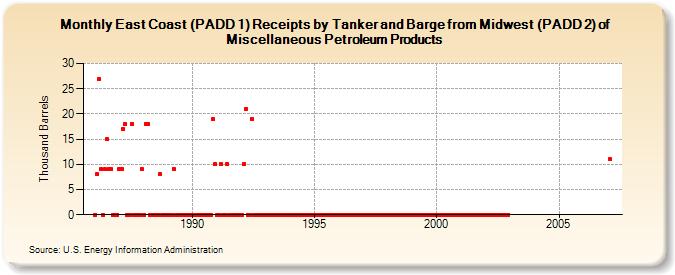 Monthly East Coast (PADD 1) Receipts by Tanker and Barge from Midwest (PADD 2) of
Miscellaneous Petroleum Products
Thousand Barrels
30
25
20
15
10
5
0
1990 1995 2000 2005
Source: U.S. Energy Information Administration